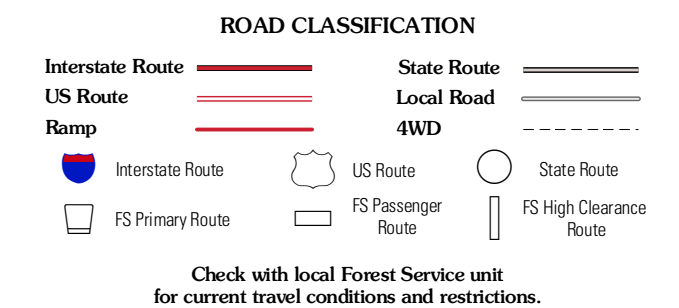 ROAD CLASSIFICATION
Interstate Route
State Route
US Route
Local Road
Ramp
4WD
Interstate Route
US Route
State Route
FS Primary Route
FS Passenger
Route
FS High Clearance
Route
Check with local Forest Service unit
for current travel conditions and restrictions.